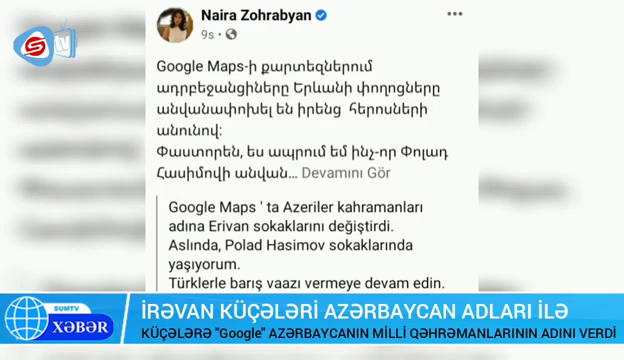 Naira Zohrabyan
9s
Google Maps-ի քարտեզներում
ադրբեջանցիները Երևանի փողոցները
անվանափոխել են իրենց հերոսների
անունով:
Փաստորեն, ես ապրում եմ ինչ-որ Փոլադ
Հասիմովի անվան... Devamını Gör
Google Maps ' ta Azeriler kahramanları
adına Erivan sokaklarını değiştirdi.
Aslında, Polad Hasimov sokaklarında
yaşıyorum.
Türklerle barış vaazı vermeye devam edin.
S TV
SUMTV
XƏBƏR
İRƏVAN KÜÇƏLƏRİ AZƏRBAYCAN ADLARI İLƏ
KÜÇƏLƏRƏ "Google" AZƏRBAYCANIN MİLLİ QƏHRƏMANLARININ ADINI VERDİ